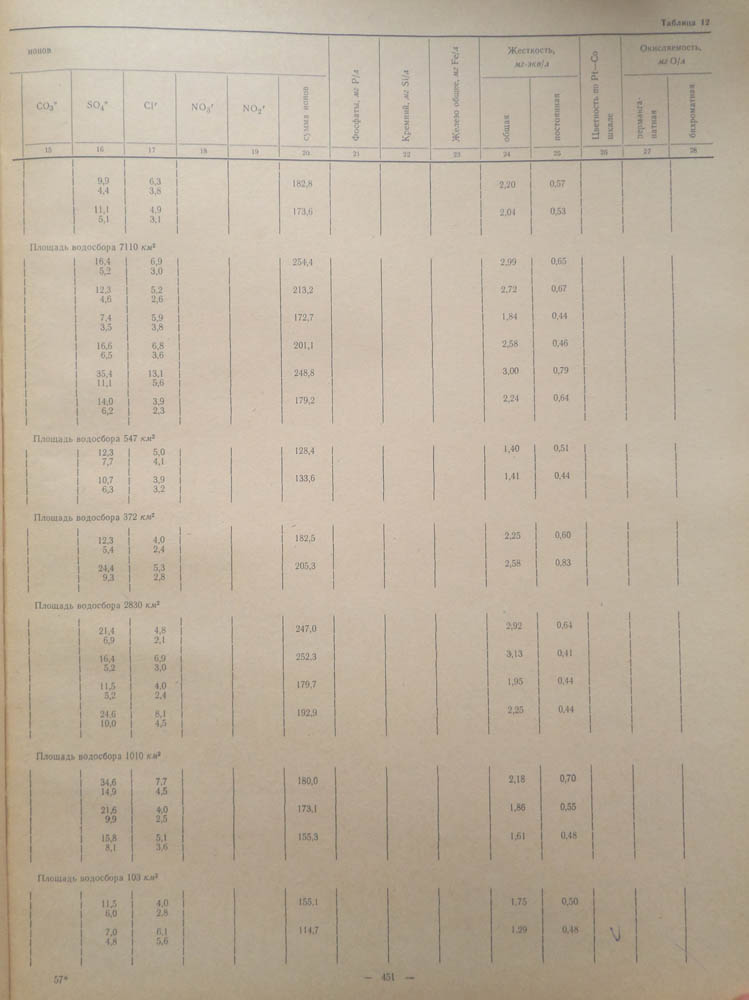 Таблица 12
ионов Жесткость, Окисляемость,
мг-экв/л мг О/л
CO₃″ SO₄″ Cl′ NO₃′ NO₂′ сумма ионов Фосфаты, мг P/л Кремний, мг Si/л Железо общее, мг Fe/л общая постоянная Цветность по Pt—Co шкале перманга-натная бихроматная
15 16 17 18 19 20 21 22 23 24 25 26 27 28
9,9 6,3 182,8 2,20 0,57
4,4 3,8
11,1 4,9 173,6 2,04 0,53
5,1 3,1
Площадь водосбора 7110 км²
16,4 6,9 254,4 2,99 0,65
5,2 3,0
12,3 5,2 213,2 2,72 0,67
4,6 2,6
7,4 5,9 172,7 1,84 0,44
3,5 3,8
16,6 6,8 201,1 2,58 0,46
6,5 3,6
35,4 13,1 248,8 3,00 0,79
11,1 5,6
14,0 3,9 179,2 2,24 0,64
6,2 2,3
Площадь водосбора 547 км²
12,3 5,0 128,4 1,40 0,51
7,7 4,1
10,7 3,9 133,6 1,41 0,44
6,3 3,2
Площадь водосбора 372 км²
12,3 4,0 182,5 2,25 0,60
5,4 2,4
24,4 5,3 205,3 2,58 0,83
9,3 2,8
Площадь водосбора 2830 км²
21,4 4,8 247,0 2,92 0,64
6,9 2,1
16,4 6,9 252,3 3,13 0,41
5,2 3,0
11,5 4,0 179,7 1,95 0,44
5,2 2,4
24,6 8,1 192,9 2,25 0,44
10,0 4,5
Площадь водосбора 1010 км²
34,6 7,7 180,0 2,18 0,70
14,9 4,5
21,6 4,0 173,1 1,86 0,55
9,9 2,5
15,8 5,1 155,3 1,61 0,48
8,1 3,6
Площадь водосбора 103 км²
11,5 4,0 155,1 1,75 0,50
6,0 2,8
7,0 6,1 114,7 1,29 0,48
4,8 5,6
57* — 451 —